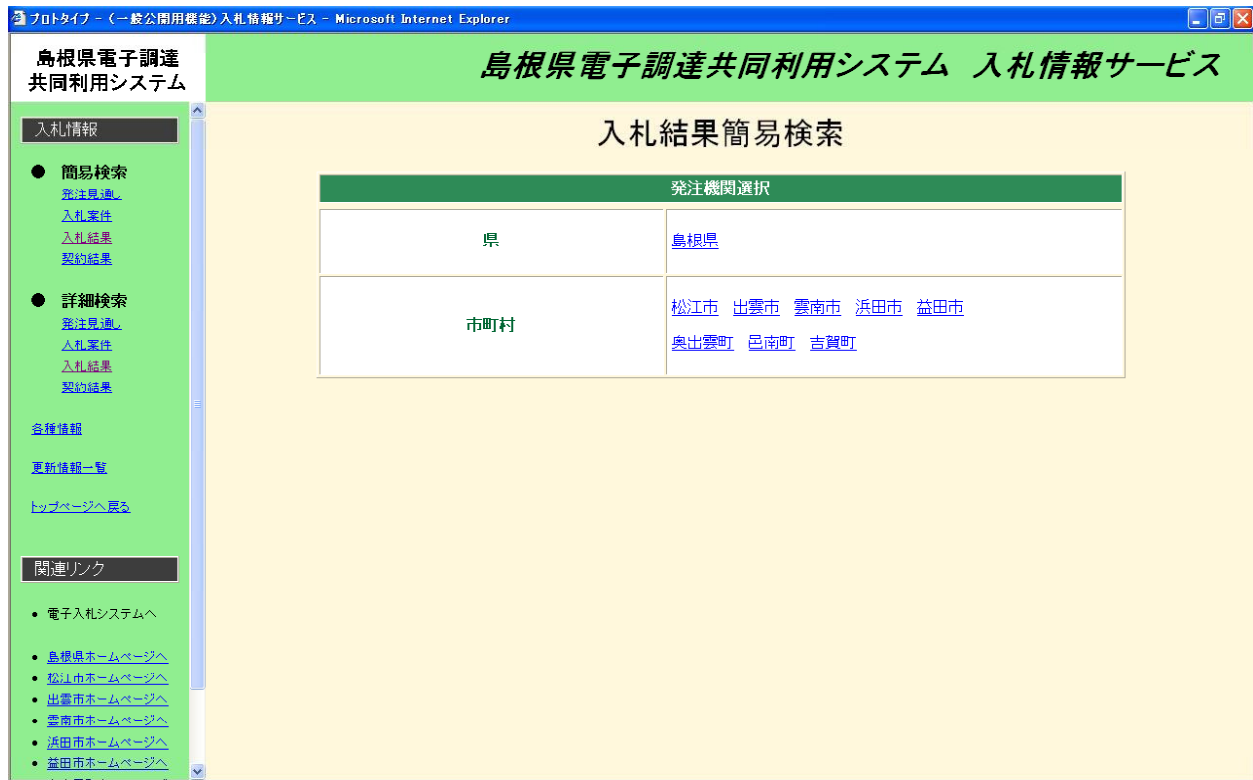 プロトタイプ - (一般公開用機能)入札情報サービス - Microsoft Internet Explorer
島根県電子調達
共同利用システム
島根県電子調達共同利用システム 入札情報サービス
入札情報
● 簡易検索
発注見通し
入札案件
入札結果
契約結果
● 詳細検索
発注見通し
入札案件
入札結果
契約結果
各種情報
更新情報一覧
トップページへ戻る
関連リンク
• 電子入札システムへ
• 島根県ホームページへ
• 松江市ホームページへ
• 出雲市ホームページへ
• 雲南市ホームページへ
• 浜田市ホームページへ
• 益田市ホームページへ
入札結果簡易検索
発注機関選択
県 島根県
市町村
松江市 出雲市 雲南市 浜田市 益田市
奥出雲町 邑南町 吉賀町